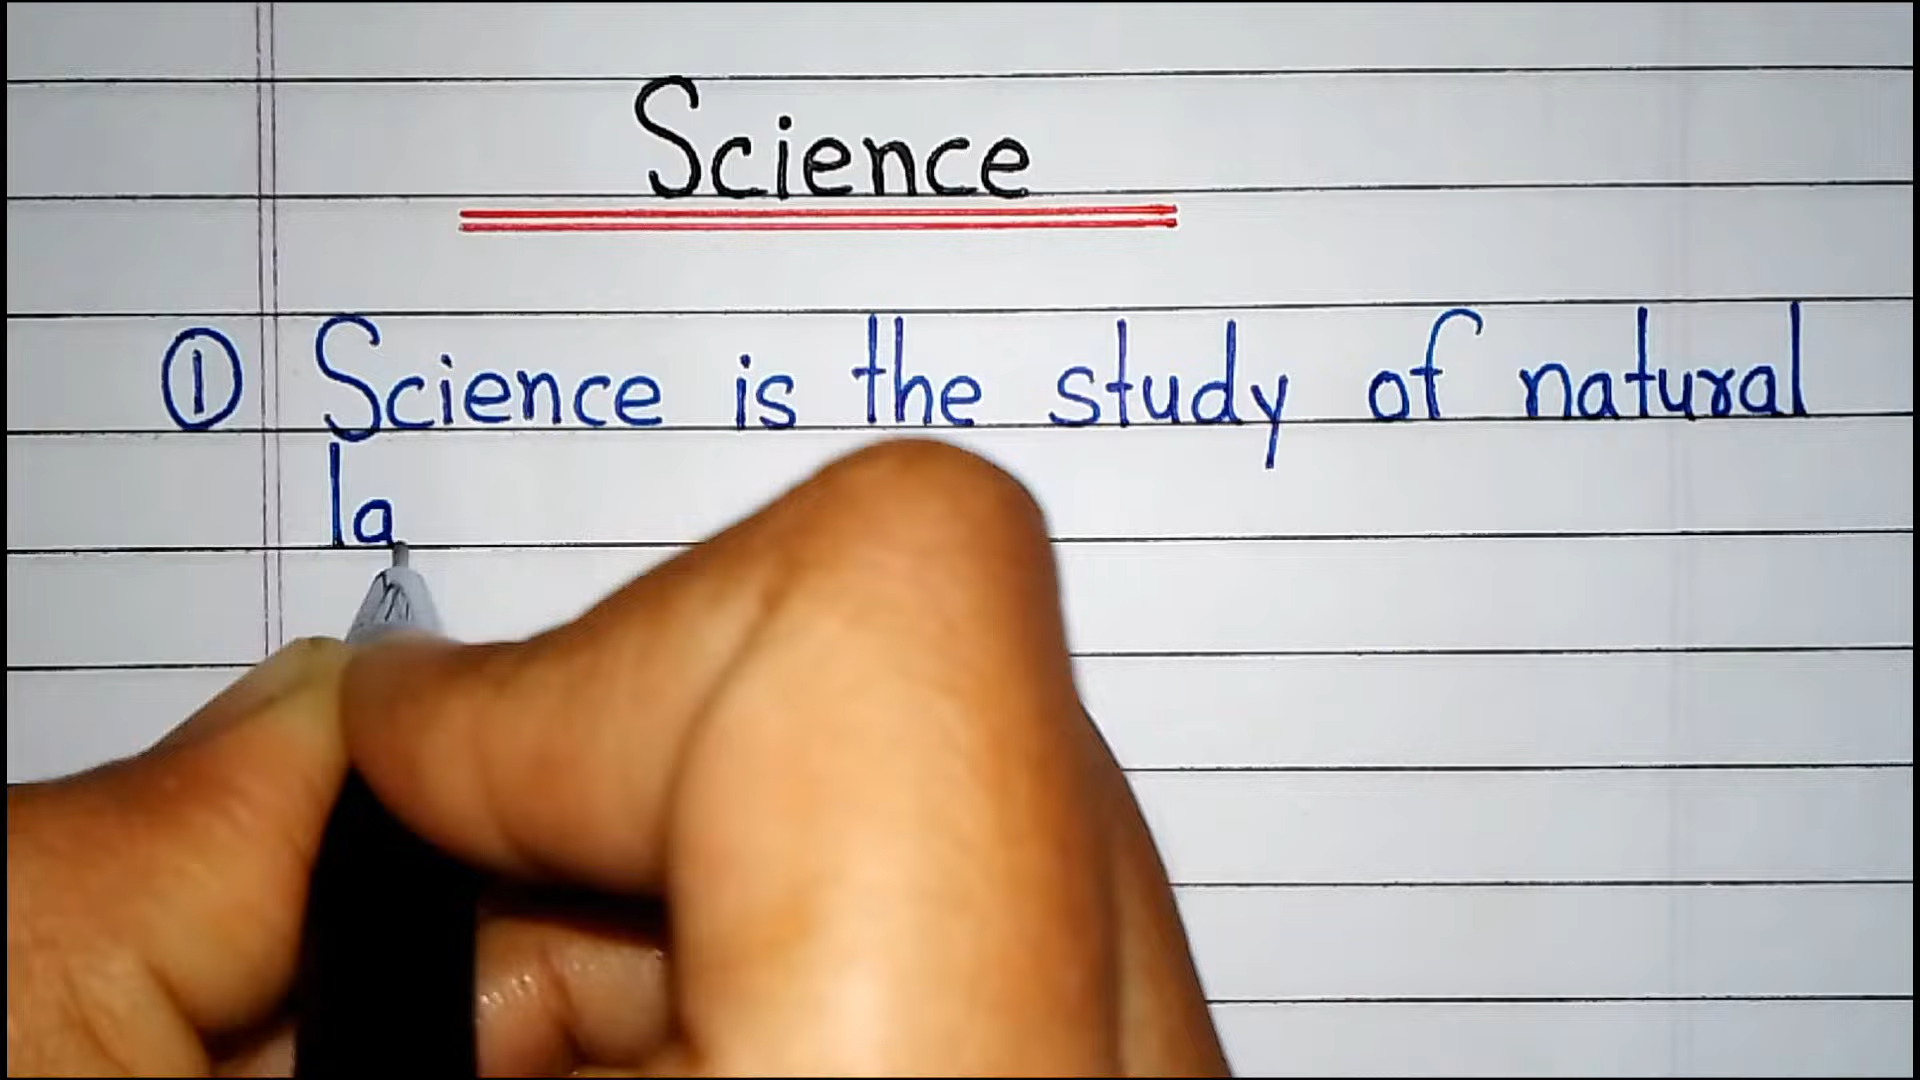 Science
① Science is the study of natural
la